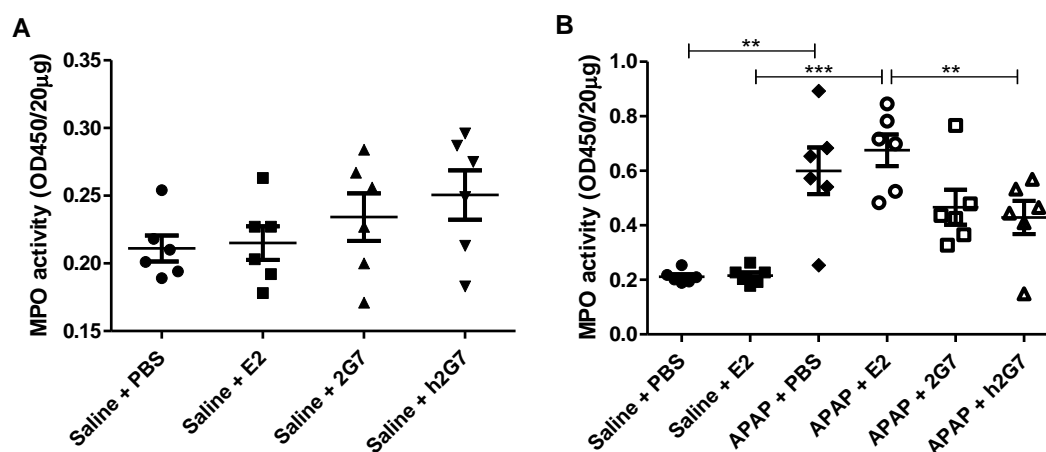 A
MPO activity (OD450/20µg)
0.35
0.30
0.25
0.20
0.15
Saline + PBS
Saline + E2
Saline + 2G7
Saline + h2G7
B
MPO activity (OD450/20µg)
1.0
0.8
0.6
0.4
0.2
0.0
**
***
**
Saline + PBS
Saline + E2
APAP + PBS
APAP + E2
APAP + 2G7
APAP + h2G7